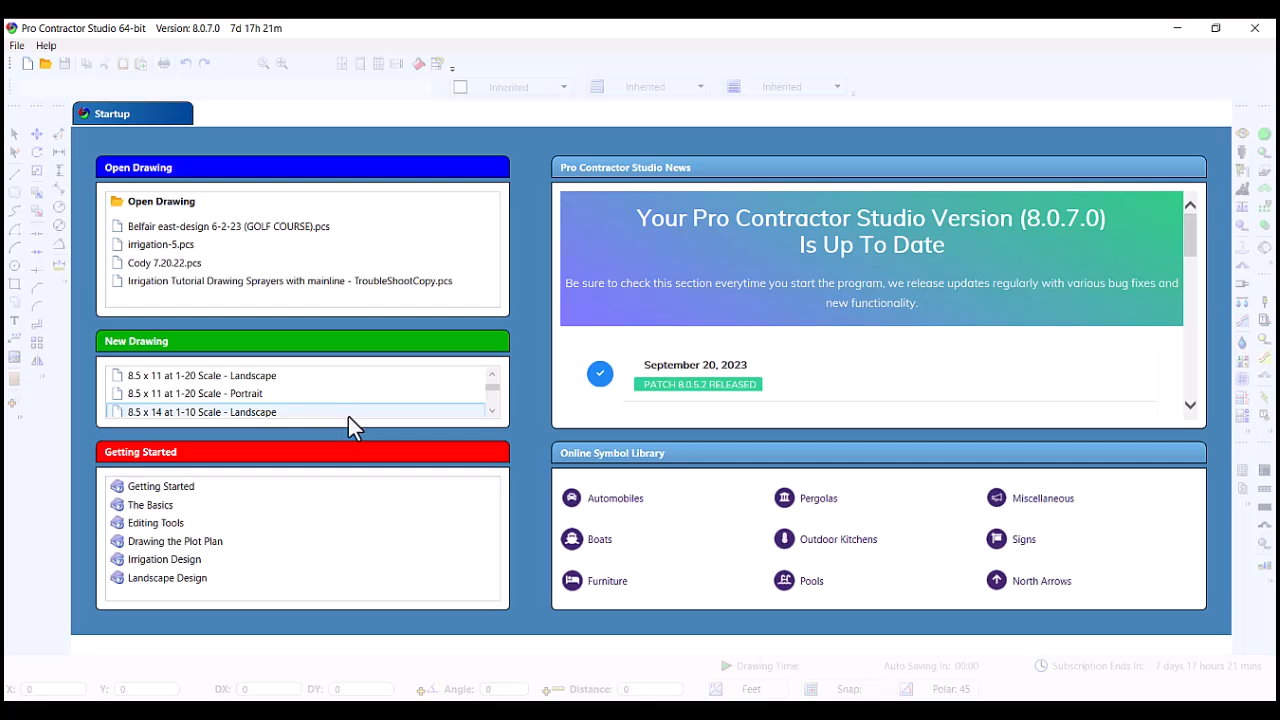 Pro Contractor Studio 64-bit Version: 8.0.7.0 7d 17h 21m
File Help
Inherited Inherited Inherited
Startup
Open Drawing
Open Drawing
Belfair east-design 6-2-23 (GOLF COURSE).pcs
irrigation-5.pcs
Cody 7.20.22.pcs
Irrigation Tutorial Drawing Sprayers with mainline - TroubleShootCopy.pcs
New Drawing
8.5 x 11 at 1-20 Scale - Landscape
8.5 x 11 at 1-20 Scale - Portrait
8.5 x 14 at 1-10 Scale - Landscape
Getting Started
Getting Started
The Basics
Editing Tools
Drawing the Plot Plan
Irrigation Design
Landscape Design
Pro Contractor Studio News
Your Pro Contractor Studio Version (8.0.7.0)
Is Up To Date
Be sure to check this section everytime you start the program, we release updates regularly with various bug fixes and
new functionality.
September 20, 2023
PATCH 8.0.5.2 RELEASED
Online Symbol Library
Automobiles Pergolas Miscellaneous
Boats Outdoor Kitchens Signs
Furniture Pools North Arrows
Drawing Time: Auto Saving In: 00:00 Subscription Ends In: 7 days 17 hours 21 mins
X: 0 Y: 0 DX: 0 DY: 0 Angle: 0 Distance: 0 Feet Snap: Polar: 45